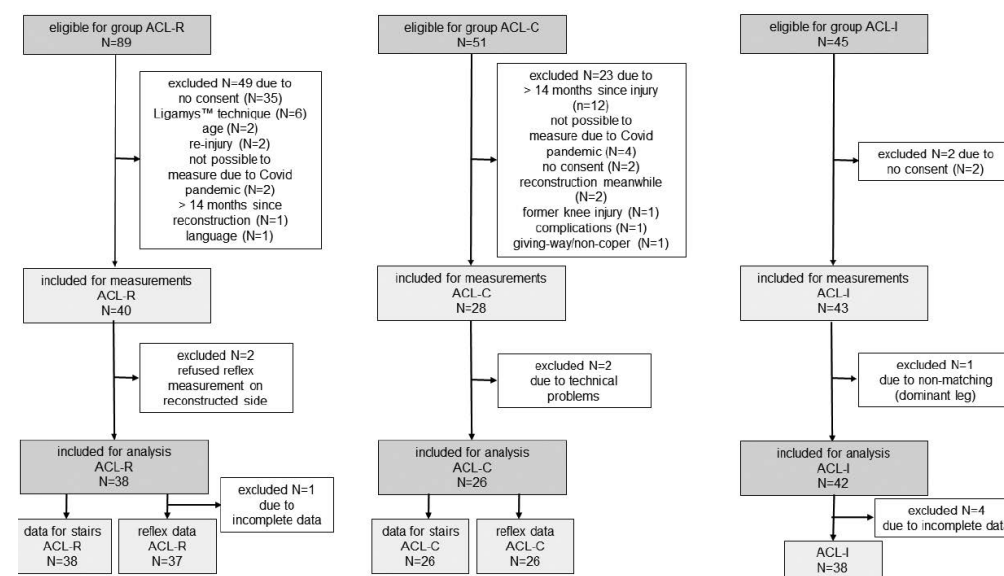 eligible for group ACL-R
N=89
excluded N=49 due to
no consent (N=35)
Ligamys™ technique (N=6)
age (N=2)
re-injury (N=2)
not possible to
measure due to Covid
pandemic (N=2)
> 14 months since
reconstruction (N=1)
language (N=1)
included for measurements
ACL-R
N=40
excluded N=2
refused reflex
measurement on
reconstructed side
included for analysis
ACL-R
N=38
excluded N=1
due to
incomplete data
data for stairs
ACL-R
N=38
reflex data
ACL-R
N=37
eligible for group ACL-C
N=51
excluded N=23 due to
> 14 months since injury
(n=12)
not possible to
measure due to Covid
pandemic (N=4)
no consent (N=2)
reconstruction meanwhile
(N=2)
former knee injury (N=1)
complications (N=1)
giving-way/non-coper (N=1)
included for measurements
ACL-C
N=28
excluded N=2
due to technical
problems
included for analysis
ACL-C
N=26
data for stairs
ACL-C
N=26
reflex data
ACL-C
N=26
eligible for group ACL-I
N=45
excluded N=2 due to
no consent (N=2)
included for measurements
ACL-I
N=43
excluded N=1
due to non-matching
(dominant leg)
included for analysis
ACL-I
N=42
excluded N=4
due to incomplete data
ACL-I
N=38